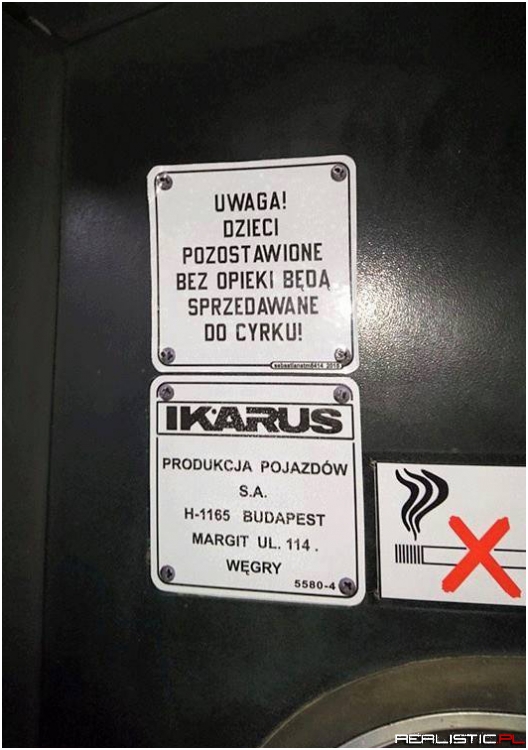 UWAGA!
DZIECI
POZOSTAWIONE
BEZ OPIEKI BĘDĄ
SPRZEDAWANE
DO CYRKU!
IKARUS
PRODUKCJA POJAZDÓW
S.A.
H-1165 BUDAPEST
MARGIT UL. 114 .
WĘGRY
5580-4
REALISTIC.PL